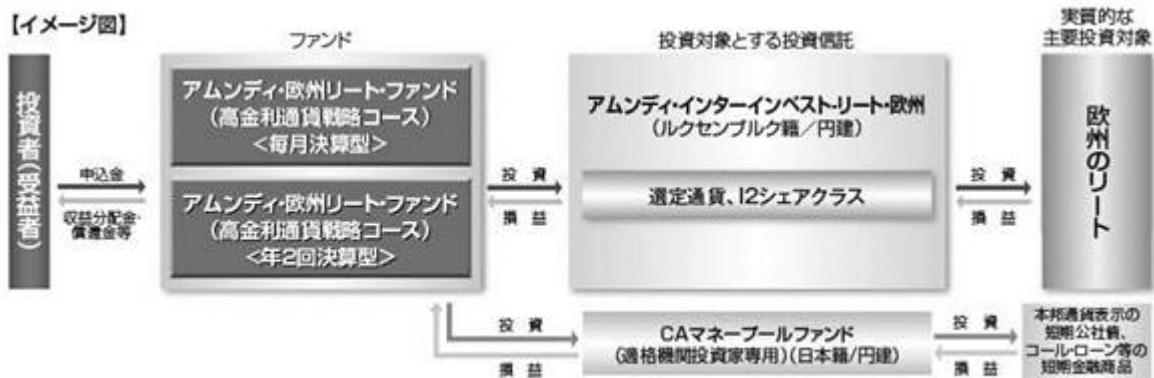 【イメージ図】
ファンド
投資対象とする投資信託
実質的な
主要投資対象
投資者(受益者)
申込金
収益分配金・
償還金等
アムンディ・欧州リート・ファンド
(高金利通貨戦略コース)
<毎月決算型>
アムンディ・欧州リート・ファンド
(高金利通貨戦略コース)
<年2回決算型>
投資
損益
アムンディ・インターインベスト-リート・欧州
(ルクセンブルク籍/円建)
選定通貨、I2シェアクラス
投資
損益
欧州のリート
投資
損益
CAマネープールファンド
(適格機関投資家専用)(日本籍/円建)
投資
損益
本邦通貨表示の
短期公社債、
コール・ローン等の
短期金融商品